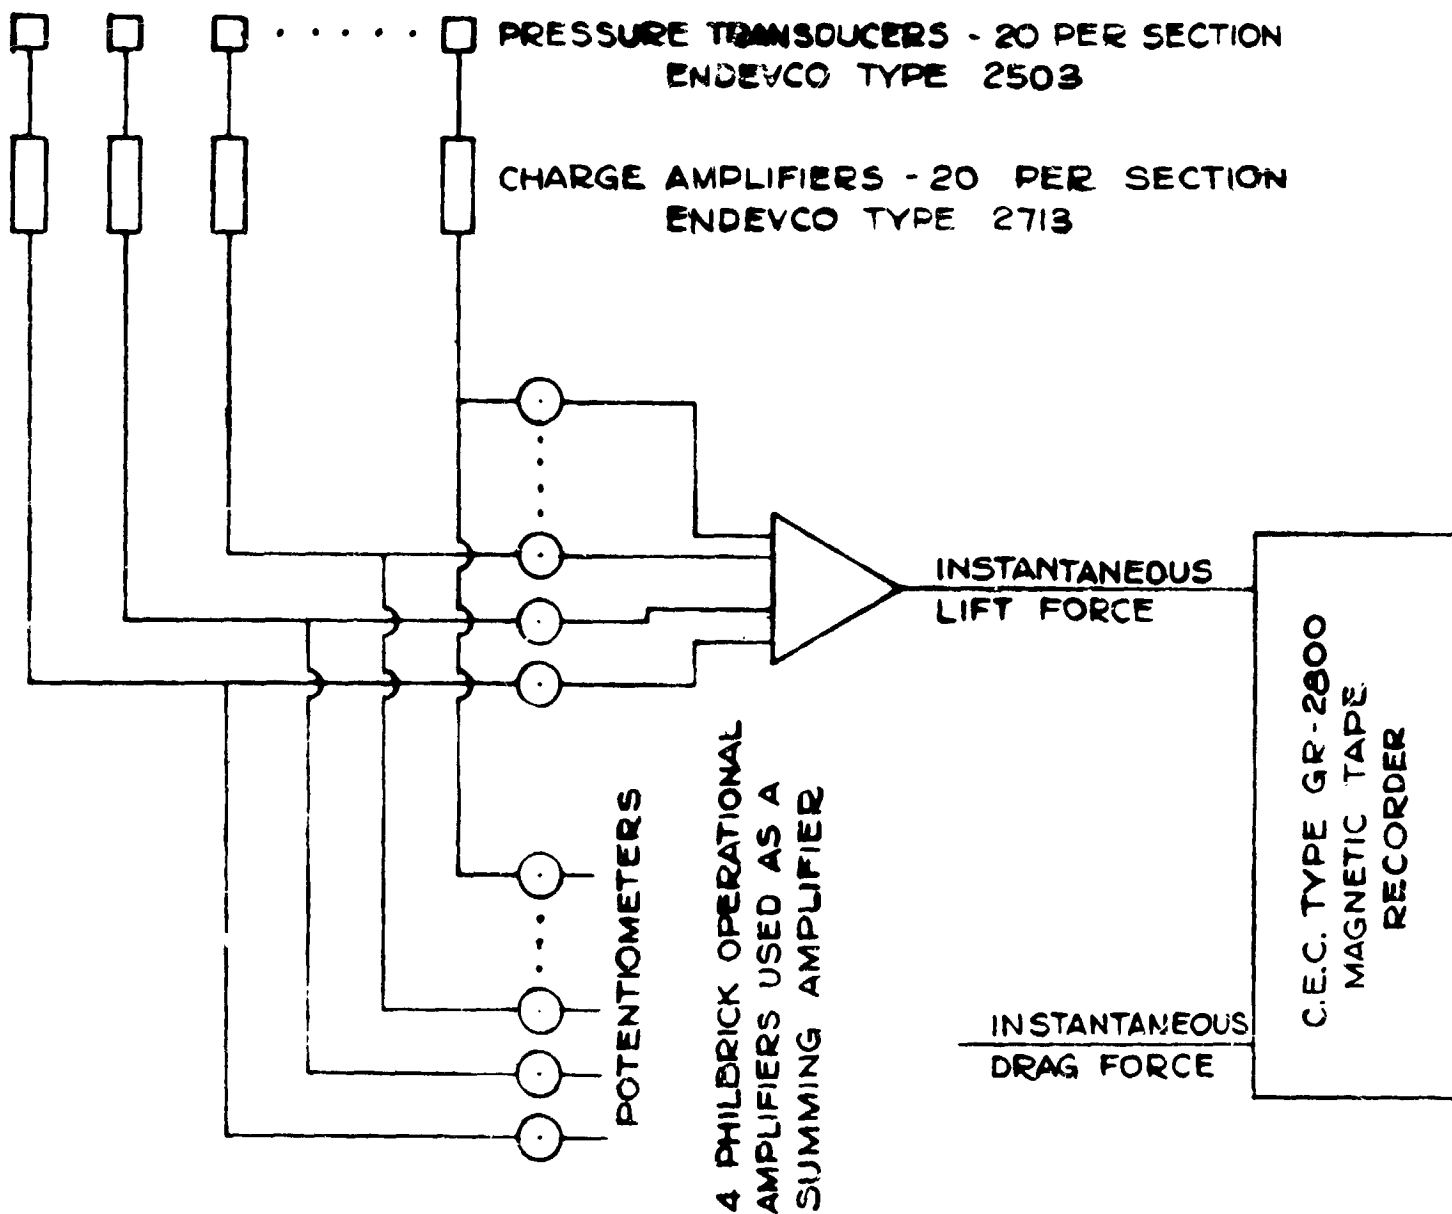 PRESSURE TRANSDUCERS - 20 PER SECTION
ENDEVCO TYPE 2503
CHARGE AMPLIFIERS - 20 PER SECTION
ENDEVCO TYPE 2713
INSTANTANEOUS
LIFT FORCE
POTENTIOMETERS
4 PHILBRICK OPERATIONAL
AMPLIFIERS USED AS A
SUMMING AMPLIFIER
INSTANTANEOUS
DRAG FORCE
C.E.C. TYPE GR-2800
MAGNETIC TAPE
RECORDER